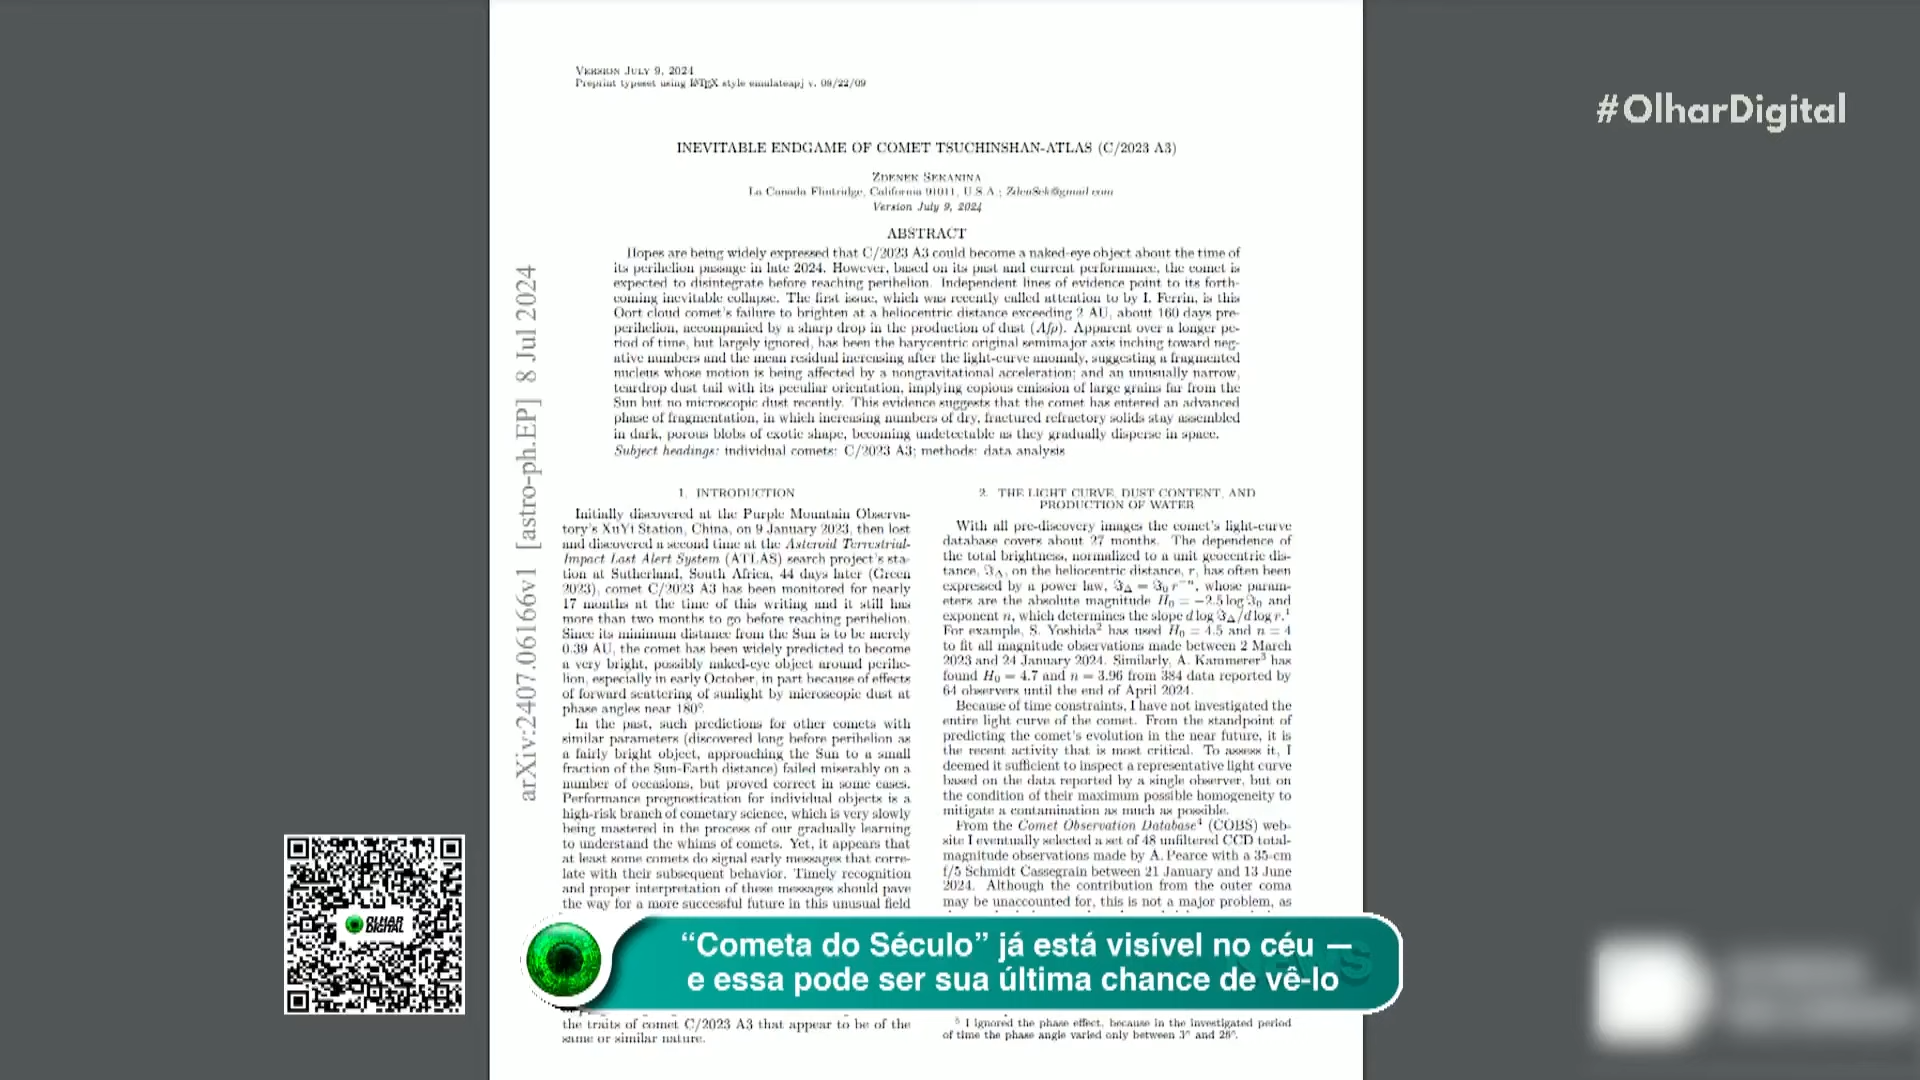 #OlharDigital
VERSION JULY 9, 2024
Preprint typeset using LATEX style emulateapj v. 08/22/09
INEVITABLE ENDGAME OF COMET TSUCHINSHAN-ATLAS (C/2023 A3)
ZDENEK SEKANINA
La Canada Flintridge, California 91011, U.S.A.; ZdenSek@gmail.com
Version July 9, 2024
ABSTRACT
Hopes are being widely expressed that C/2023 A3 could become a naked-eye object about the time of
its perihelion passage in late 2024. However, based on its past and current performance, the comet is
expected to disintegrate before reaching perihelion. Independent lines of evidence point to its forth-
coming inevitable collapse. The first issue, which was recently called attention to by I. Ferrin, is this
Oort cloud comet's failure to brighten at a heliocentric distance exceeding 2 AU, about 160 days pre-
perihelion, accompanied by a sharp drop in the production of dust (Afρ). Apparent over a longer pe-
riod of time, but largely ignored, has been the barycentric original semimajor axis inching toward neg-
ative numbers and the mean residual increasing after the light-curve anomaly, suggesting a fragmented
nucleus whose motion is being affected by a nongravitational acceleration; and an unusually narrow,
teardrop dust tail with its peculiar orientation, implying copious emission of large grains far from the
Sun but no microscopic dust recently. This evidence suggests that the comet has entered an advanced
phase of fragmentation, in which increasing numbers of dry, fractured refractory solids stay assembled
in dark, porous blobs of exotic shape, becoming undetectable as they gradually disperse in space.
Subject headings: individual comets: C/2023 A3; methods: data analysis
arXiv:2407.06166v1 [astro-ph.EP] 8 Jul 2024
1. INTRODUCTION
Initially discovered at the Purple Mountain Observa-
tory's XuYi Station, China, on 9 January 2023, then lost
and discovered a second time at the Asteroid Terrestrial-
Impact Last Alert System (ATLAS) search project's sta-
tion at Sutherland, South Africa, 44 days later (Green
2023), comet C/2023 A3 has been monitored for nearly
17 months at the time of this writing and it still has
more than two months to go before reaching perihelion.
Since its minimum distance from the Sun is to be merely
0.39 AU, the comet has been widely predicted to become
a very bright, possibly naked-eye object around perihe-
lion, especially in early October, in part because of effects
of forward scattering of sunlight by microscopic dust at
phase angles near 180°.
In the past, such predictions for other comets with
similar parameters (discovered long before perihelion as
a fairly bright object, approaching the Sun to a small
fraction of the Sun-Earth distance) failed miserably on a
number of occasions, but proved correct in some cases.
Performance prognostication for individual objects is a
high-risk branch of cometary science, which is very slowly
being mastered in the process of our gradually learning
to understand the whims of comets. Yet, it appears that
at least some comets do signal early messages that corre-
late with their subsequent behavior. Timely recognition
and proper interpretation of these messages should pave
the way for a more successful future in this unusual field
the traits of comet C/2023 A3 that appear to be of the
same or similar nature.
2. THE LIGHT CURVE, DUST CONTENT, AND
PRODUCTION OF WATER
With all pre-discovery images the comet's light-curve
database covers about 27 months. The dependence of
the total brightness, normalized to a unit geocentric dis-
tance, ℑΔ, on the heliocentric distance, r, has often been
expressed by a power law, ℑΔ = ℑ0 r⁻ⁿ, whose param-
eters are the absolute magnitude H0 = −2.5 log ℑ0 and
exponent n, which determines the slope d log ℑΔ/d log r.¹
For example, S. Yoshida² has used H0 = 4.5 and n = 4
to fit all magnitude observations made between 2 March
2023 and 24 January 2024. Similarly, A. Kammerer³ has
found H0 = 4.7 and n = 3.96 from 384 data reported by
64 observers until the end of April 2024.
Because of time constraints, I have not investigated the
entire light curve of the comet. From the standpoint of
predicting the comet's evolution in the near future, it is
the recent activity that is most critical. To assess it, I
deemed it sufficient to inspect a representative light curve
based on the data reported by a single observer, but on
the condition of their maximum possible homogeneity to
mitigate a contamination as much as possible.
From the Comet Observation Database⁴ (COBS) web-
site I eventually selected a set of 48 unfiltered CCD total-
magnitude observations made by A. Pearce with a 35-cm
f/5 Schmidt Cassegrain between 21 January and 13 June
2024. Although the contribution from the outer coma
may be unaccounted for, this is not a major problem, as
⁵ I ignored the phase effect, because in the investigated period
of time the phase angle varied only between 3° and 28°.
OLHAR
DIGITAL
“Cometa do Século” já está visível no céu —
e essa pode ser sua última chance de vê-lo